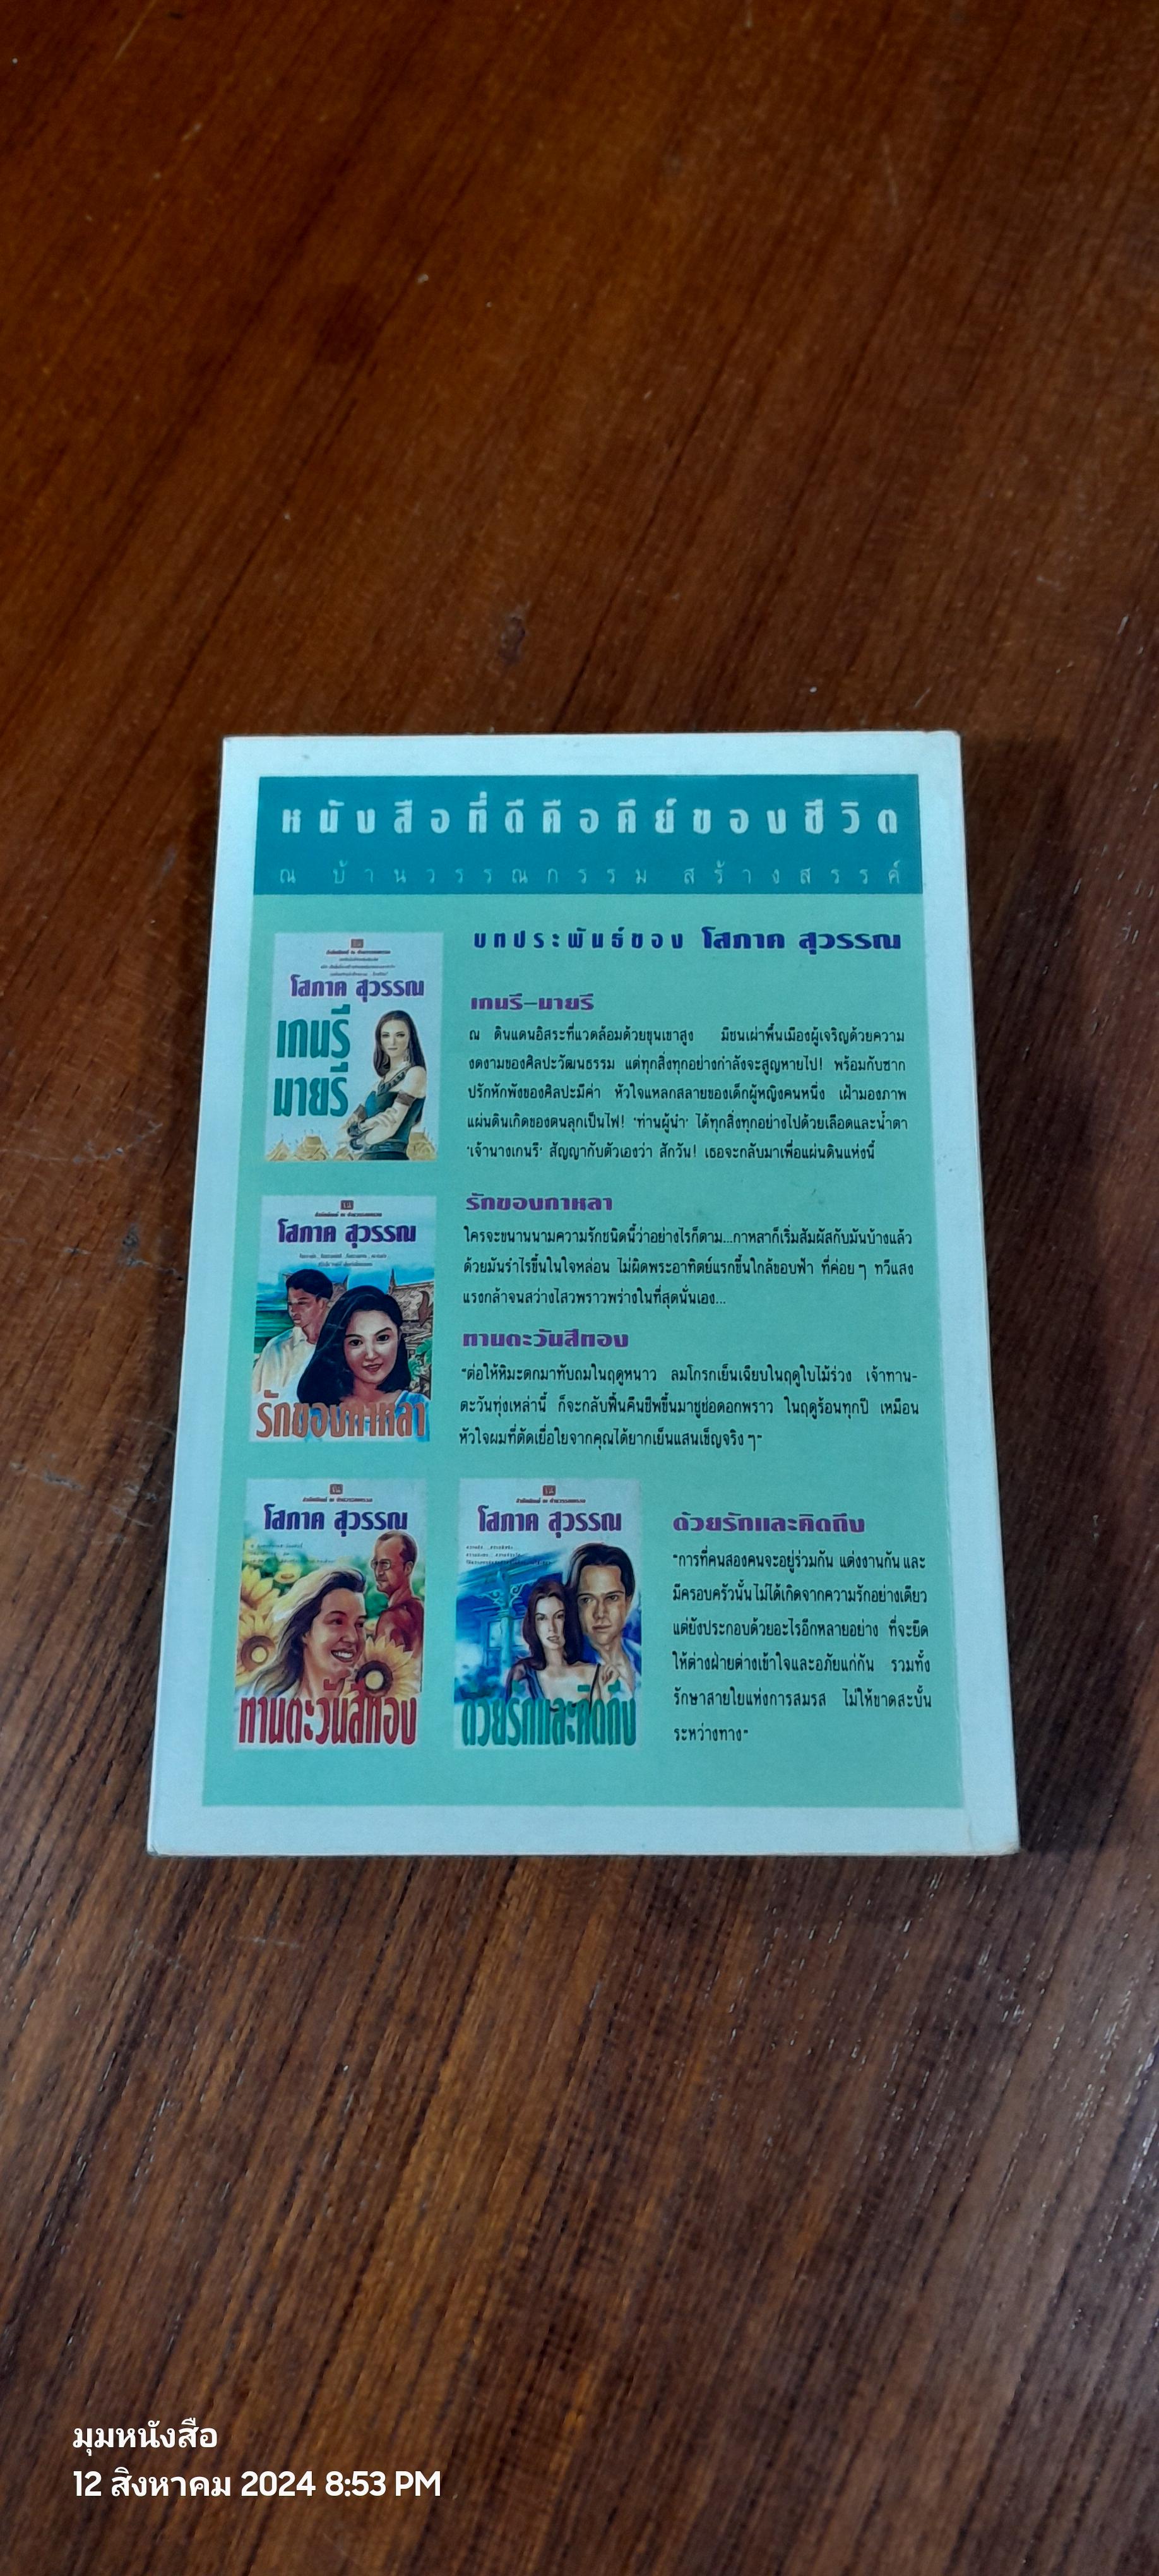 หนังสือที่ดีคือคีย์ของชีวิต
ณ บ้านวรรณกรรม สร้างสรรค์
บทประพันธ์ของ โสภาค สุวรรณ
โสภาค สุวรรณ
เกนรี
มายรี
เกนรี-มายรี
ณ ดินแดนอิสระที่แวดล้อมด้วยขุนเขาสูง มีชนเผ่าพื้นเมืองผู้เจริญด้วยความ
งดงามของศิลปะวัฒนธรรม แต่ทุกสิ่งทุกอย่างกำลังจะสูญหายไป! พร้อมกับซาก
ปรักหักพังของศิลปะมีค่า หัวใจแหลกสลายของเด็กผู้หญิงคนหนึ่ง เฝ้ามองภาพ
แผ่นดินเกิดของตนลุกเป็นไฟ! 'ท่านผู้นำ' ได้ทุกสิ่งทุกอย่างไปด้วยเลือดและน้ำตา
'เจ้านางเกนรี' สัญญากับตัวเองว่า สักวัน! เธอจะกลับมาเพื่อแผ่นดินแห่งนี้
โสภาค สุวรรณ
รักของกาหลา
รักของกาหลา
ใครจะขนานนามความรักชนิดนี้ว่าอย่างไรก็ตาม...กาหลาก็เริ่มสัมผัสกับมันบ้างแล้ว
ด้วยมันรำไรขึ้นในใจหล่อน ไม่ผิดพระอาทิตย์แรกขึ้นใกล้ขอบฟ้า ที่ค่อยๆ ทวีแสง
แรงกล้าจนสว่างไสวพราวพร่างในที่สุดนั่นเอง...
ทานตะวันสีทอง
"ต่อให้หิมะตกมาทับถมในฤดูหนาว ลมโกรกเย็นเฉียบในฤดูใบไม้ร่วง เจ้าทาน-
ตะวันทุ่งเหล่านี้ ก็จะกลับฟื้นคืนชีพขึ้นมาชูช่อดอกพราว ในฤดูร้อนทุกปี เหมือน
หัวใจผมที่ตัดเยื่อใยจากคุณได้ยากเย็นแสนเข็ญจริงๆ"
โสภาค สุวรรณ
ทานตะวันสีทอง
โสภาค สุวรรณ
ด้วยรักและคิดถึง
ด้วยรักและคิดถึง
"การที่คนสองคนจะอยู่ร่วมกัน แต่งงานกัน และ
มีครอบครัวนั้นไม่ได้เกิดจากความรักอย่างเดียว
แต่ยังประกอบด้วยอะไรอีกหลายอย่าง ที่จะยึด
ให้ต่างฝ่ายต่างเข้าใจและอภัยแก่กัน รวมทั้ง
รักษาสายใยแห่งการสมรส ไม่ให้ขาดสะบั้น
ระหว่างทาง"
มุมหนังสือ
12 สิงหาคม 2024 8:53 PM